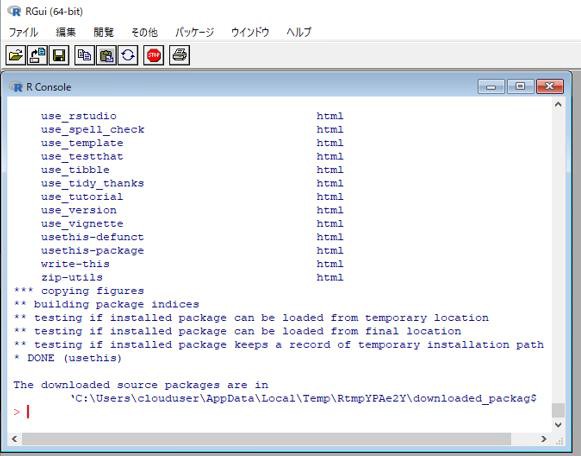 RGui (64-bit)
ファイル 編集 閲覧 その他 パッケージ ウインドウ ヘルプ
STOP
R Console
use_rstudio html
use_spell_check html
use_template html
use_testthat html
use_tibble html
use_tidy_thanks html
use_tutorial html
use_version html
use_vignette html
usethis-defunct html
usethis-package html
write-this html
zip-utils html
*** copying figures
** building package indices
** testing if installed package can be loaded from temporary location
** testing if installed package can be loaded from final location
** testing if installed package keeps a record of temporary installation path
* DONE (usethis)
The downloaded source packages are in
‘C:\Users\clouduser\AppData\Local\Temp\RtmpYPAe2Y\downloaded_packag$
>